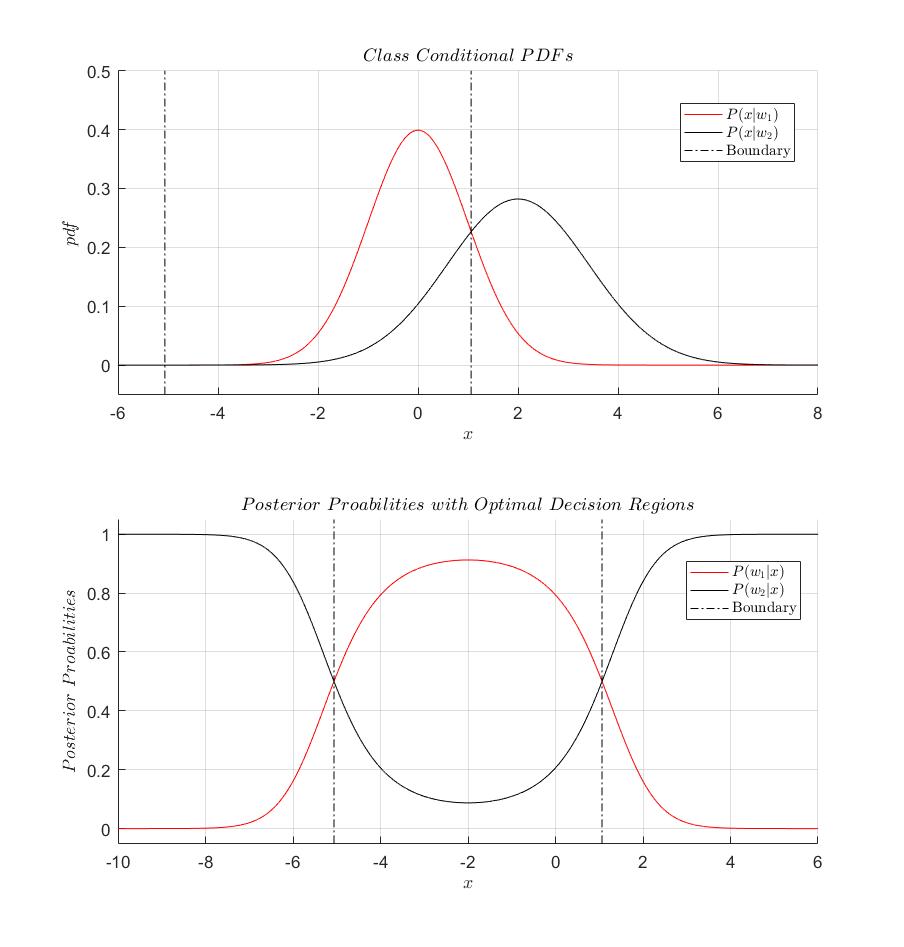 Class Conditional PDFs
0.5
0.4
0.3
0.2
0.1
0
pdf
P(x|w₁)
P(x|w₂)
Boundary
-6 -4 -2 0 2 4 6 8
x
Posterior Proabilities with Optimal Decision Regions
1
0.8
0.6
0.4
0.2
0
Posterior Proabilities
P(w₁|x)
P(w₂|x)
Boundary
-10 -8 -6 -4 -2 0 2 4 6
x